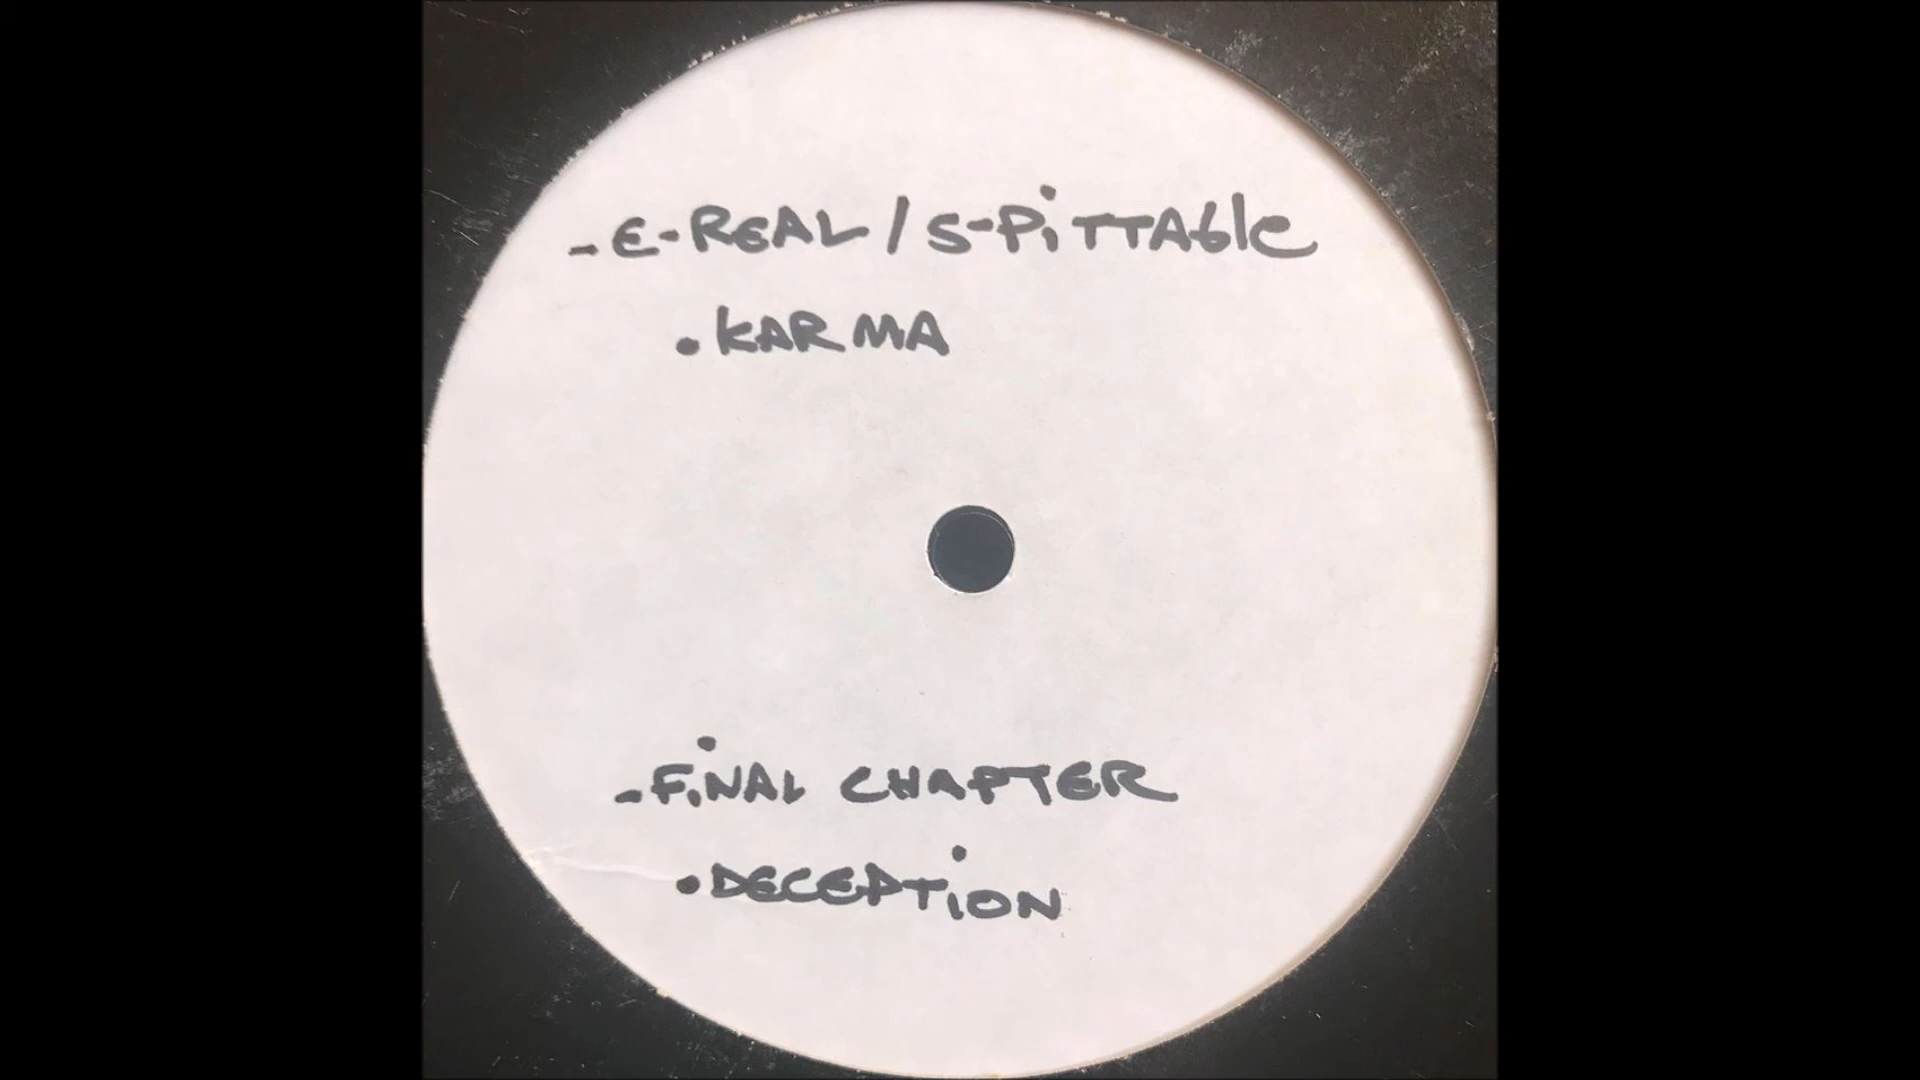 - E-REAL / S-PiTTAble
• KARMA
- FiNAL CHAPTER
• DECEPTiON